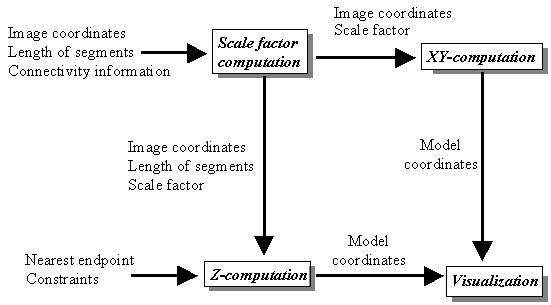 Image coordinates
Length of segments
Connectivity information
Scale factor
computation
Image coordinates
Scale factor
XY-computation
Image coordinates
Length of segments
Scale factor
Model
coordinates
Nearest endpoint
Constraints
Z-computation
Model
coordinates
Visualization